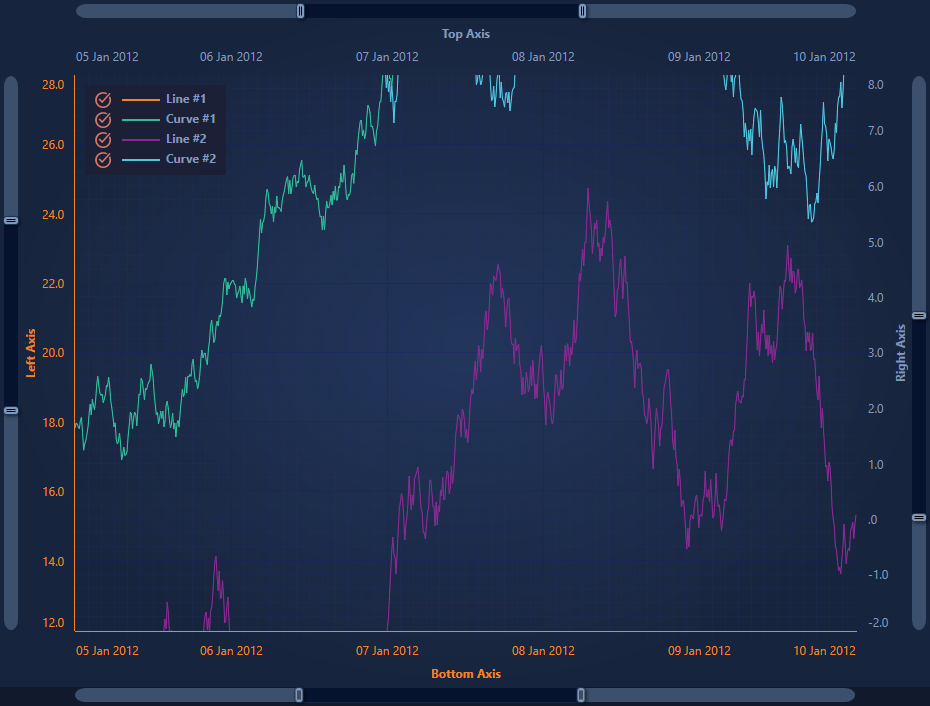 Top Axis
05 Jan 2012 06 Jan 2012 07 Jan 2012 08 Jan 2012 09 Jan 2012 10 Jan 2012
28.0 8.0
Line #1
Curve #1
7.0
Line #2
26.0
Curve #2
6.0
24.0
5.0
22.0 4.0
Left Axis
Right Axis
20.0 3.0
2.0
18.0
1.0
16.0
.0
14.0
-1.0
12.0 -2.0
05 Jan 2012 06 Jan 2012 07 Jan 2012 08 Jan 2012 09 Jan 2012 10 Jan 2012
Bottom Axis